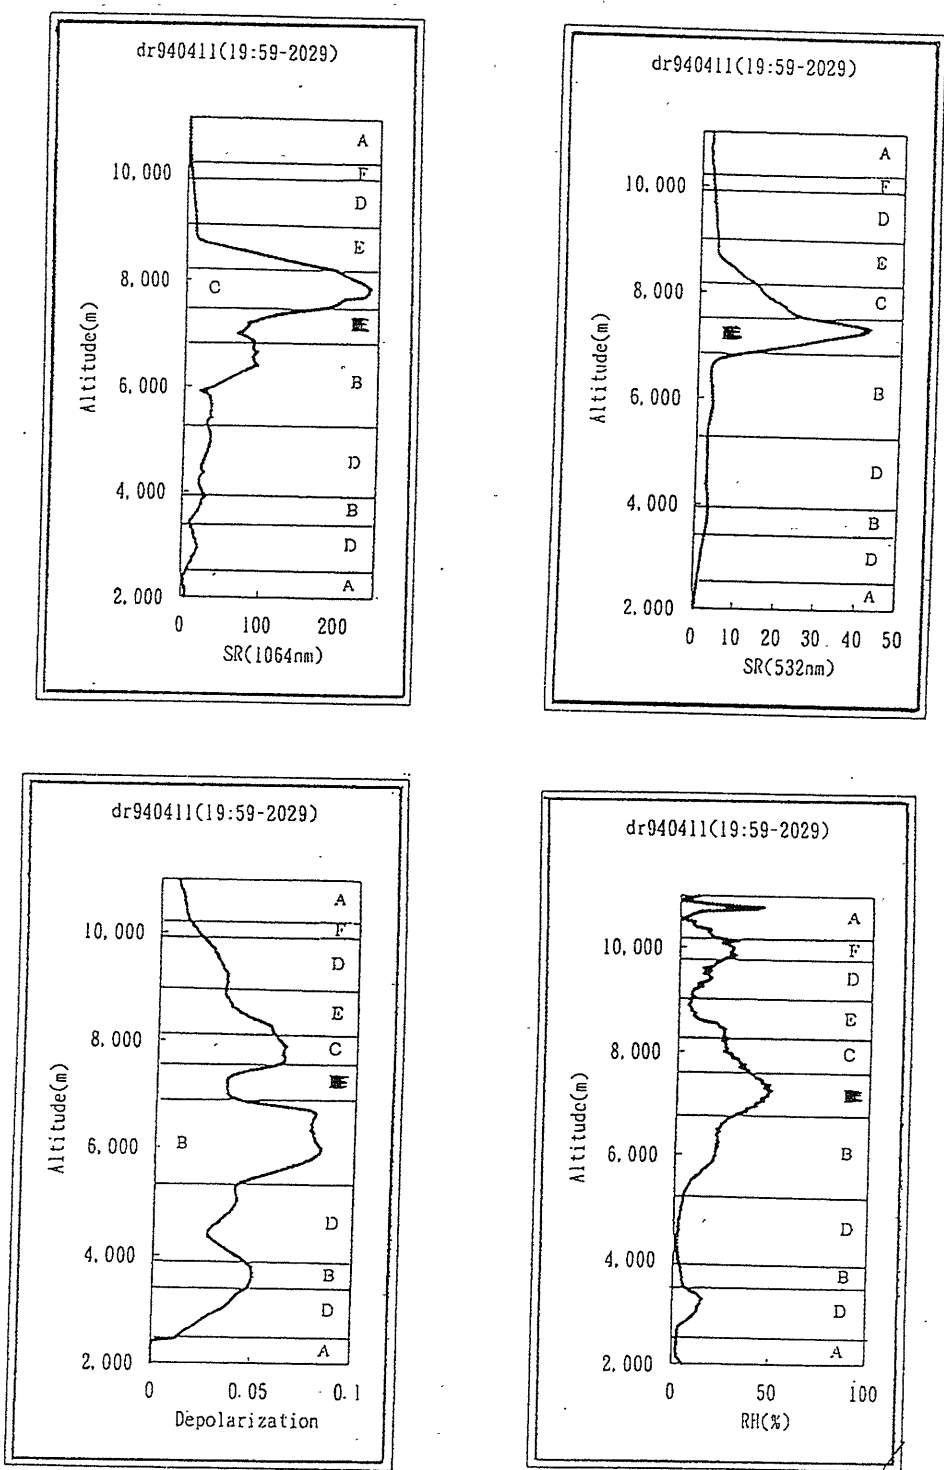 dr940411(19:59-2029)
A
10,000
F
D
E
8,000
C
B
6,000
D
4,000
B
D
A
2,000
0 100 200
SR(1064nm)
Altitude(m)
dr940411(19:59-2029)
A
10,000
F
D
E
8,000
C
B
6,000
D
4,000
B
D
A
2,000
0 10 20 30 40 50
SR(532nm)
Altitude(m)
dr940411(19:59-2029)
A
10,000
F
D
E
8,000
C
B
6,000
D
4,000
B
D
A
2,000
0 0.05 0.1
Depolarization
Altitude(m)
dr940411(19:59-2029)
A
10,000
F
D
E
8,000
C
B
6,000
D
4,000
B
D
A
2,000
0 50 100
RH(%)
Altitude(m)